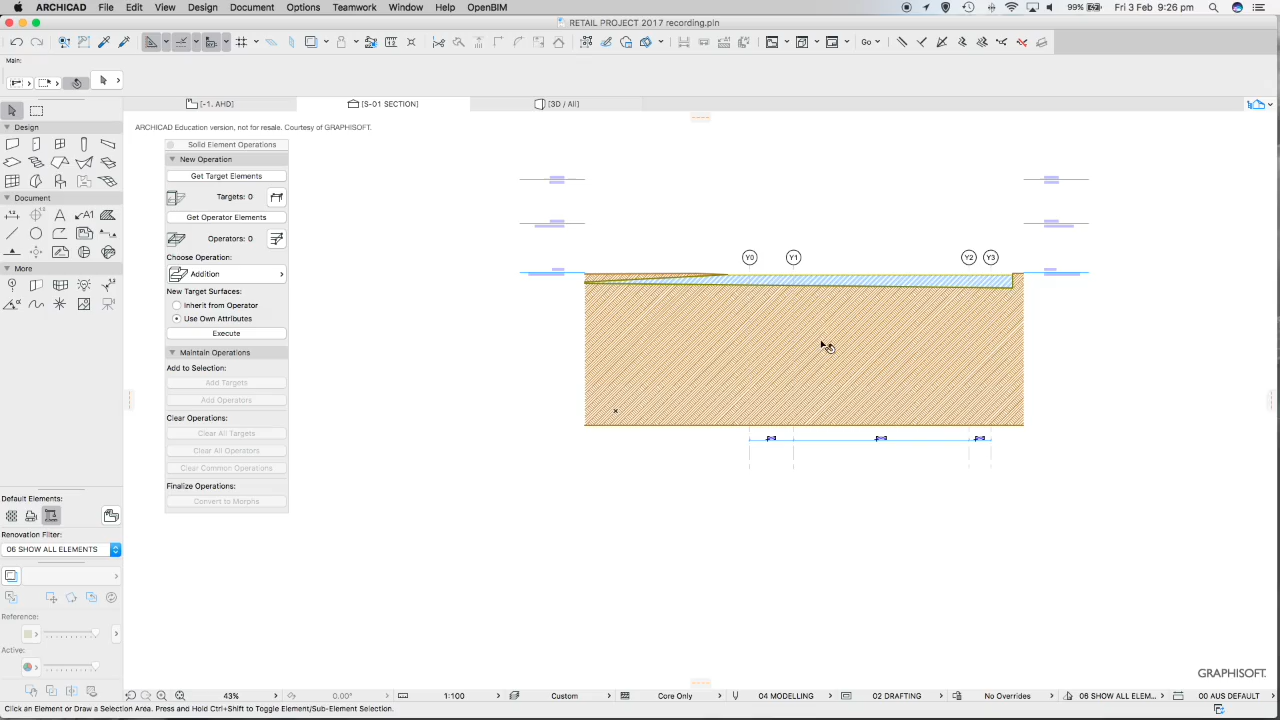 ARCHICAD File Edit View Design Document Options Teamwork Window Help OpenBIM 99% Fri 3 Feb 9:26 pm
RETAIL PROJECT 2017 recording.pln
Go
Main:
[-1. AHD] [S-01 SECTION] [3D / All]
ARCHICAD Education version, not for resale. Courtesy of GRAPHISOFT.
Design
Document
More
Solid Element Operations
New Operation
Get Target Elements
Targets: 0
Get Operator Elements
Operators: 0
Choose Operation:
Addition
New Target Surfaces:
Inherit from Operator
Use Own Attributes
Execute
Maintain Operations
Add to Selection:
Add Targets
Add Operators
Clear Operations:
Clear All Targets
Clear All Operators
Clear Common Operations
Finalize Operations:
Convert to Morphs
Y0 Y1 Y2 Y3
Default Elements:
Renovation Filter:
06 SHOW ALL ELEMENTS
Reference:
Active:
GRAPHISOFT.
43% 0.00° 1:100 Custom Core Only 04 MODELLING 02 DRAFTING No Overrides 06 SHOW ALL ELEM... 00 AUS DEFAULT
Click an Element or Draw a Selection Area. Press and Hold Ctrl+Shift to Toggle Element/Sub-Element Selection.